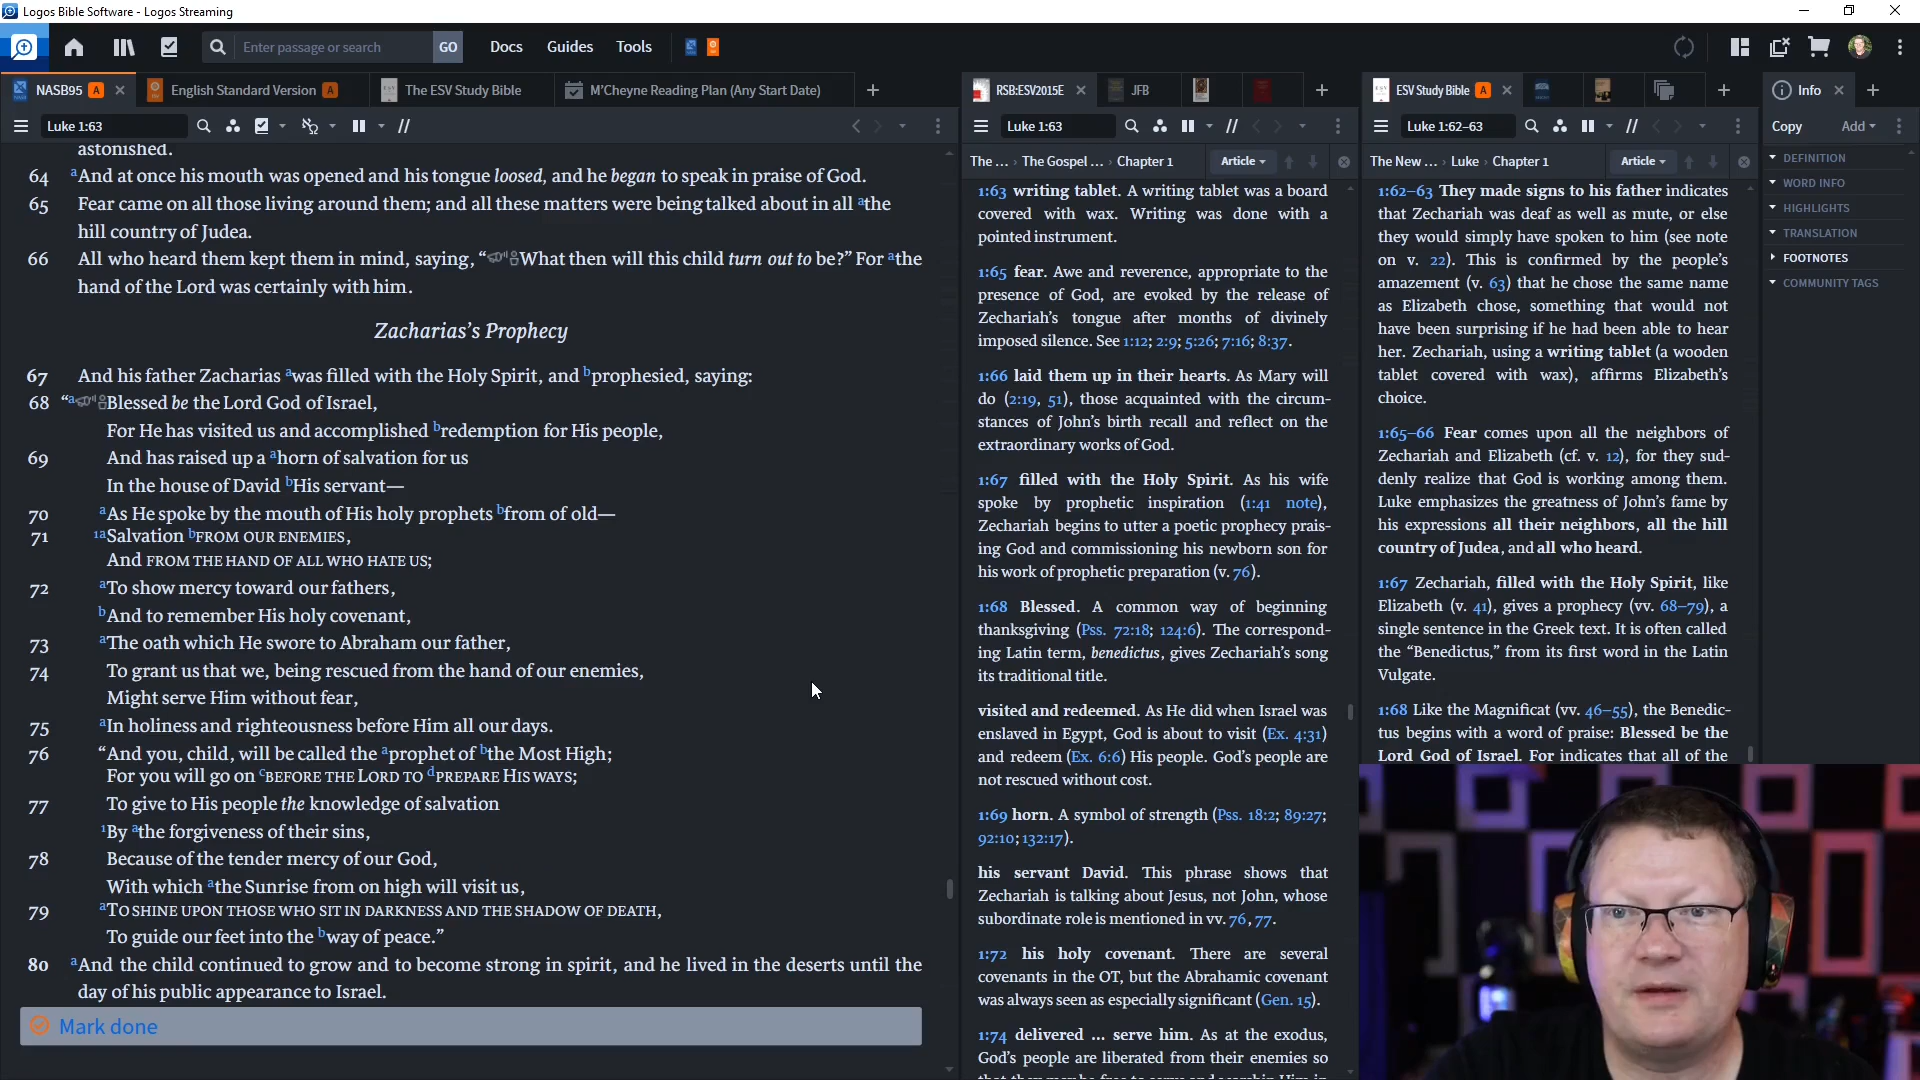 Logos Bible Software - Logos Streaming
Enter passage or search
GO
Docs
Guides
Tools
NASB95 A
English Standard Version A
The ESV Study Bible
M'Cheyne Reading Plan (Any Start Date)
RSB:ESV2015E
JFB
ESV Study Bible A
Info
Luke 1:63
Luke 1:63
Luke 1:62–63
Copy
Add
astonished.
64 aAnd at once his mouth was opened and his tongue loosed, and he began to speak in praise of God.
65 Fear came on all those living around them; and all these matters were being talked about in all athe
hill country of Judea.
66 All who heard them kept them in mind, saying, “What then will this child turn out to be?” For athe
hand of the Lord was certainly with him.
Zacharias’s Prophecy
67 And his father Zacharias awas filled with the Holy Spirit, and bprophesied, saying:
68 “aBlessed be the Lord God of Israel,
For He has visited us and accomplished bredemption for His people,
69 And has raised up a ahorn of salvation for us
In the house of David bHis servant—
70 aAs He spoke by the mouth of His holy prophets bfrom of old—
71 1aSalvation bFROM OUR ENEMIES,
And FROM THE HAND OF ALL WHO HATE US;
72 aTo show mercy toward our fathers,
bAnd to remember His holy covenant,
73 aThe oath which He swore to Abraham our father,
74 To grant us that we, being rescued from the hand of our enemies,
Might serve Him without fear,
75 aIn holiness and righteousness before Him all our days.
76 “And you, child, will be called the aprophet of bthe Most High;
For you will go on cBEFORE THE LORD TO dPREPARE HIS WAYS;
77 To give to His people the knowledge of salvation
1By athe forgiveness of their sins,
78 Because of the tender mercy of our God,
With which athe Sunrise from on high will visit us,
79 aTO SHINE UPON THOSE WHO SIT IN DARKNESS AND THE SHADOW OF DEATH,
To guide our feet into the bway of peace.”
80 aAnd the child continued to grow and to become strong in spirit, and he lived in the deserts until the
day of his public appearance to Israel.
Mark done
The ... › The Gospel ... › Chapter 1
Article
1:63 writing tablet. A writing tablet was a board
covered with wax. Writing was done with a
pointed instrument.
1:65 fear. Awe and reverence, appropriate to the
presence of God, are evoked by the release of
Zechariah’s tongue after months of divinely
imposed silence. See 1:12; 2:9; 5:26; 7:16; 8:37.
1:66 laid them up in their hearts. As Mary will
do (2:19, 51), those acquainted with the circum-
stances of John’s birth recall and reflect on the
extraordinary works of God.
1:67 filled with the Holy Spirit. As his wife
spoke by prophetic inspiration (1:41 note),
Zechariah begins to utter a poetic prophecy prais-
ing God and commissioning his newborn son for
his work of prophetic preparation (v. 76).
1:68 Blessed. A common way of beginning
thanksgiving (Pss. 72:18; 124:6). The correspond-
ing Latin term, benedictus, gives Zechariah’s song
its traditional title.
visited and redeemed. As He did when Israel was
enslaved in Egypt, God is about to visit (Ex. 4:31)
and redeem (Ex. 6:6) His people. God’s people are
not rescued without cost.
1:69 horn. A symbol of strength (Pss. 18:2; 89:27;
92:10; 132:17).
his servant David. This phrase shows that
Zechariah is talking about Jesus, not John, whose
subordinate role is mentioned in vv. 76, 77.
1:72 his holy covenant. There are several
covenants in the OT, but the Abrahamic covenant
was always seen as especially significant (Gen. 15).
1:74 delivered ... serve him. As at the exodus,
God’s people are liberated from their enemies so
The New ... › Luke › Chapter 1
Article
1:62–63 They made signs to his father indicates
that Zechariah was deaf as well as mute, or else
they would simply have spoken to him (see note
on v. 22). This is confirmed by the people’s
amazement (v. 63) that he chose the same name
as Elizabeth chose, something that would not
have been surprising if he had been able to hear
her. Zechariah, using a writing tablet (a wooden
tablet covered with wax), affirms Elizabeth’s
choice.
1:65–66 Fear comes upon all the neighbors of
Zechariah and Elizabeth (cf. v. 12), for they sud-
denly realize that God is working among them.
Luke emphasizes the greatness of John’s fame by
his expressions all their neighbors, all the hill
country of Judea, and all who heard.
1:67 Zechariah, filled with the Holy Spirit, like
Elizabeth (v. 41), gives a prophecy (vv. 68–79), a
single sentence in the Greek text. It is often called
the “Benedictus,” from its first word in the Latin
Vulgate.
1:68 Like the Magnificat (vv. 46–55), the Benedic-
tus begins with a word of praise: Blessed be the
Lord God of Israel. For indicates that all of the
DEFINITION
WORD INFO
HIGHLIGHTS
TRANSLATION
FOOTNOTES
COMMUNITY TAGS